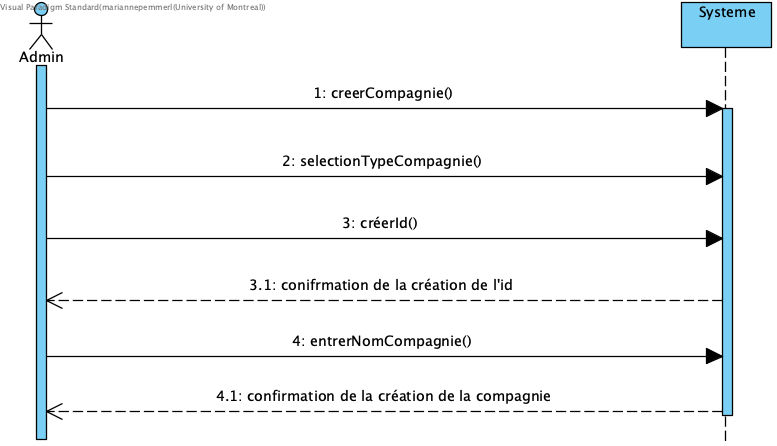 Visual Paradigm Standard(mariannepemmerl(University of Montreal))
Systeme
Admin
1: creerCompagnie()
2: selectionTypeCompagnie()
3: créerId()
3.1: conifrmation de la création de l'id
4: entrerNomCompagnie()
4.1: confirmation de la création de la compagnie